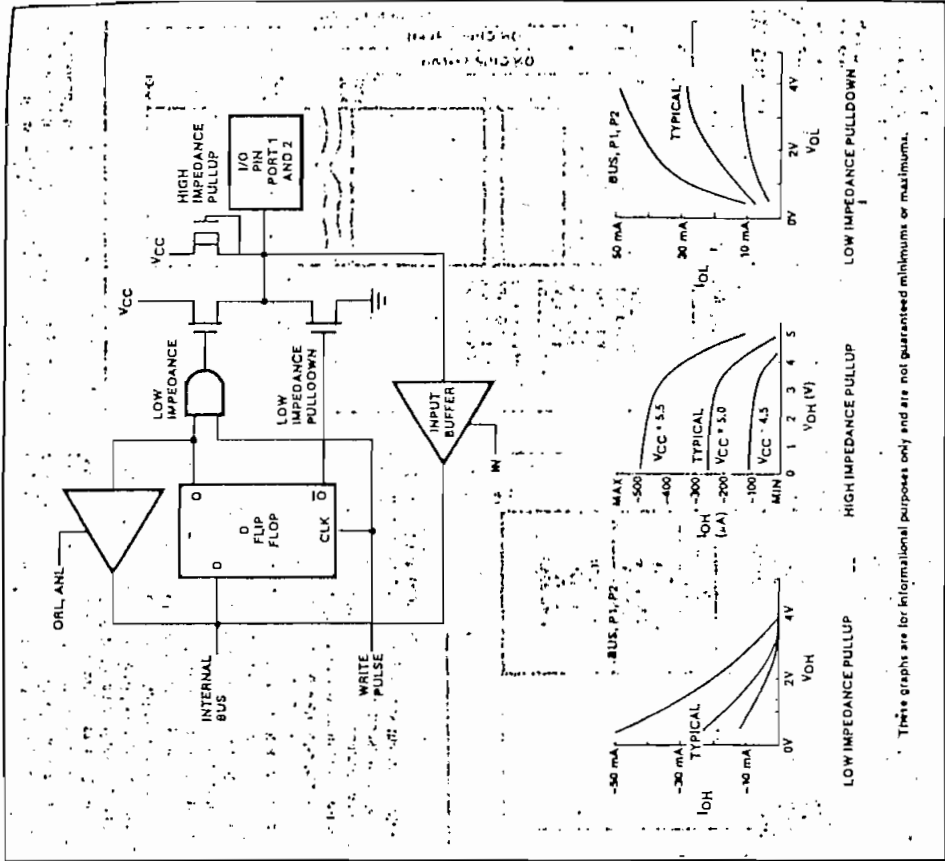 ORL, ANL
INTERNAL
BUS
D
Q
D
FLIP
FLOP
Q̅
CLK
WRITE
PULSE
LOW
IMPEDANCE
LOW
IMPEDANCE
PULLDOWN
VCC
VCC
HIGH
IMPEDANCE
PULLUP
I/O
PIN
PORT 1
AND 2
INPUT
BUFFER
IN
BUS, P1, P2
-50 mA
-30 mA
-10 mA
IOH
TYPICAL
0V
2V
4V
VOH
LOW IMPEDANCE PULLUP
MAX
-500
-400
-300
-200
-100
MIN
IOH
(µA)
VCC = 5.5
TYPICAL
VCC = 5.0
VCC = 4.5
0
1
2
3
4
5
VOH (V)
HIGH IMPEDANCE PULLUP
BUS, P1, P2
50 mA
30 mA
10 mA
IOL
TYPICAL
0V
2V
4V
VOL
LOW IMPEDANCE PULLDOWN
These graphs are for informational purposes only and are not guaranteed minimums or maximums.